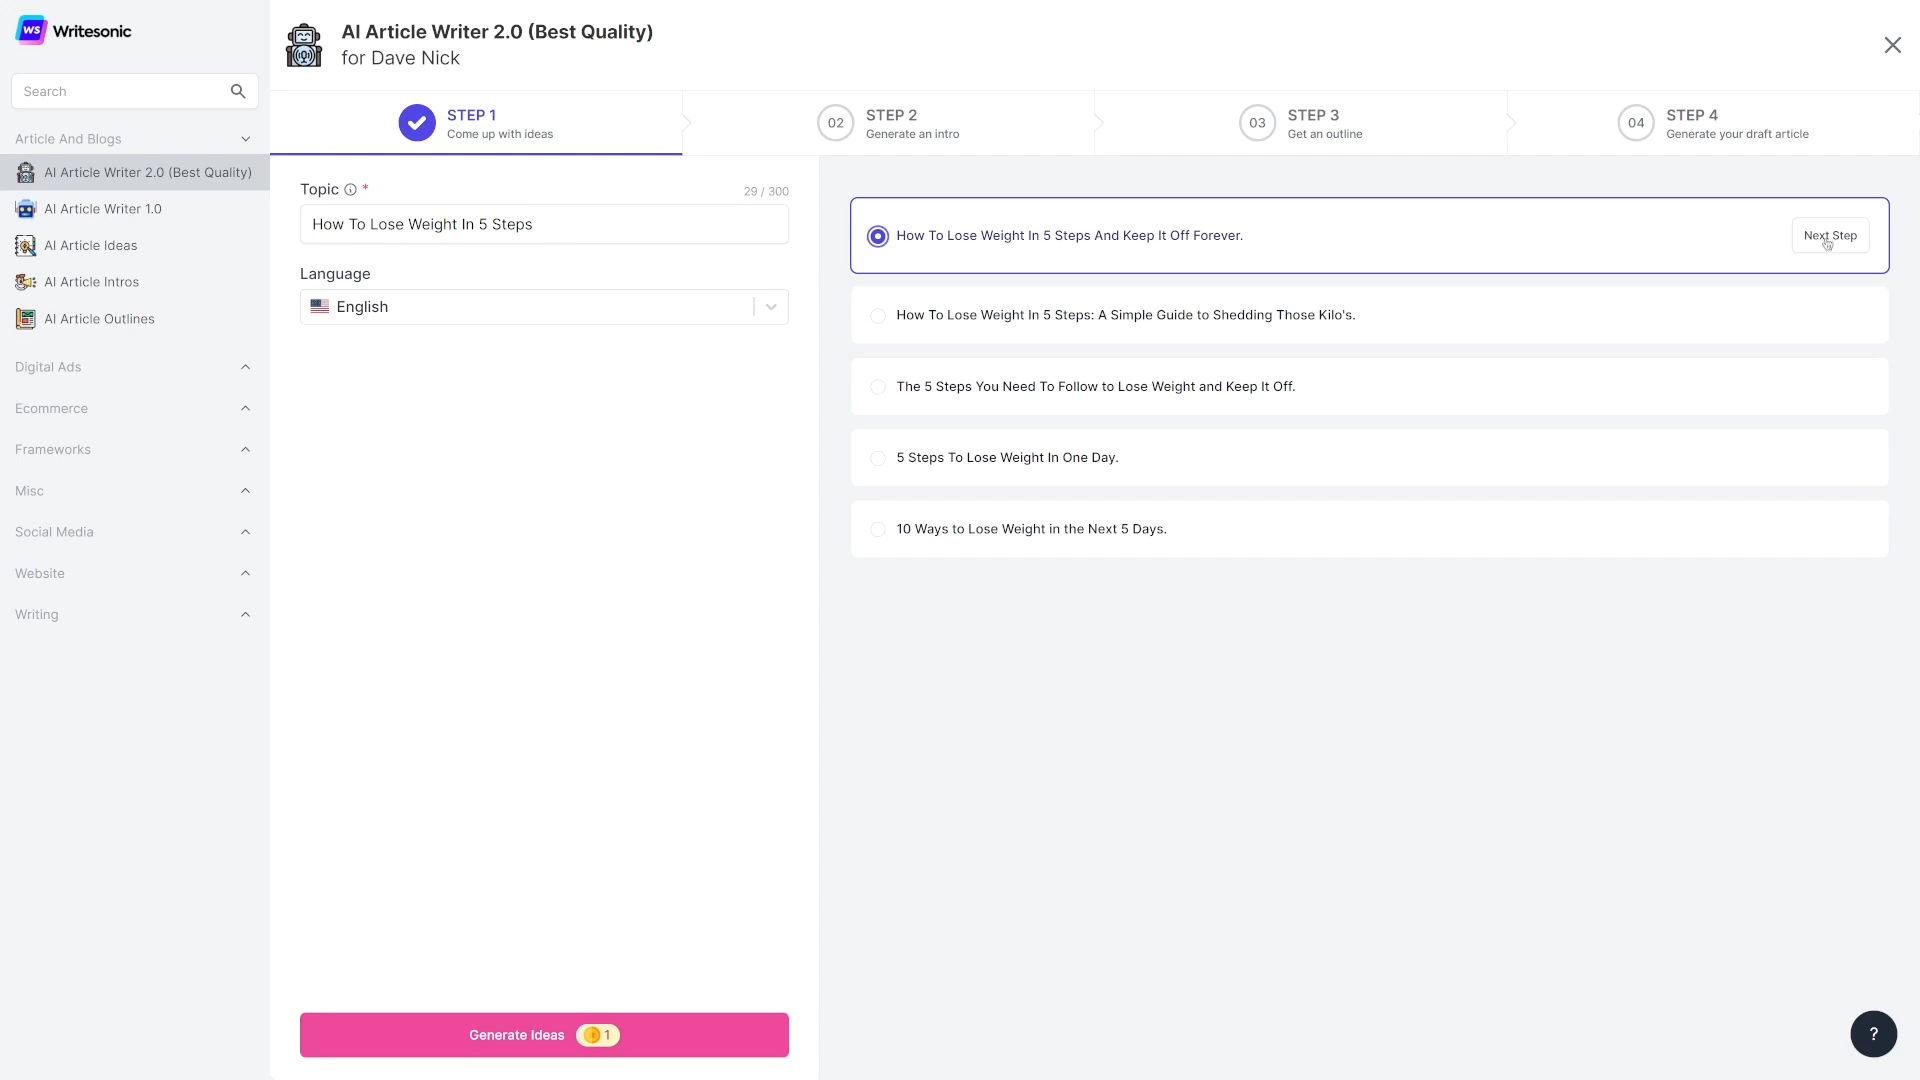 WS Writesonic
Search
Article And Blogs
AI Article Writer 2.0 (Best Quality)
AI Article Writer 1.0
AI Article Ideas
AI Article Intros
AI Article Outlines
Digital Ads
Ecommerce
Frameworks
Misc
Social Media
Website
Writing
AI Article Writer 2.0 (Best Quality)
for Dave Nick
STEP 1
Come up with ideas
02 STEP 2
Generate an intro
03 STEP 3
Get an outline
04 STEP 4
Generate your draft article
Topic * 29 / 300
How To Lose Weight In 5 Steps
Language
English
Generate Ideas 1
How To Lose Weight In 5 Steps And Keep It Off Forever. Next Step
How To Lose Weight In 5 Steps: A Simple Guide to Shedding Those Kilo's.
The 5 Steps You Need To Follow to Lose Weight and Keep It Off.
5 Steps To Lose Weight In One Day.
10 Ways to Lose Weight in the Next 5 Days.
?